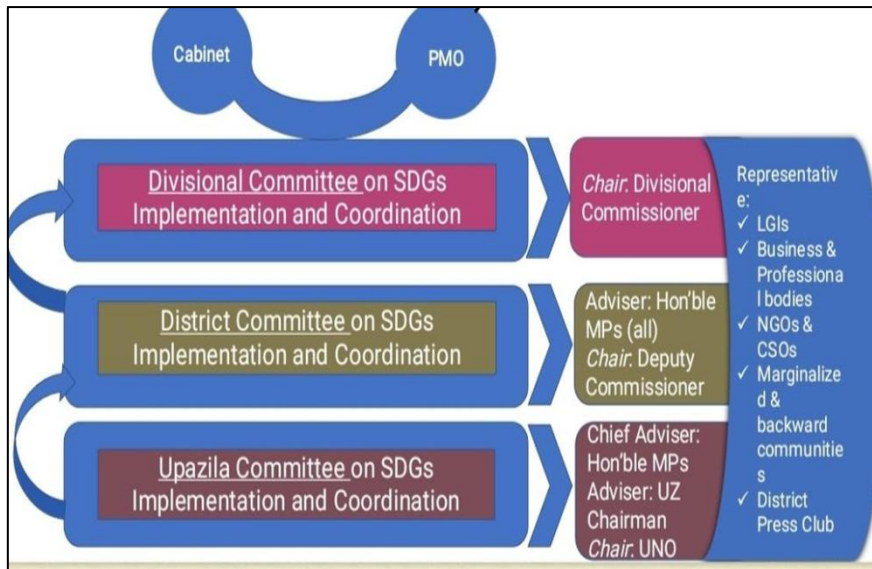 Cabinet
PMO
Divisional Committee on SDGs
Implementation and Coordination
Chair: Divisional
Commissioner
District Committee on SDGs
Implementation and Coordination
Adviser: Hon'ble
MPs (all)
Chair: Deputy
Commissioner
Upazila Committee on SDGs
Implementation and Coordination
Chief Adviser:
Hon'ble MPs
Adviser: UZ
Chairman
Chair: UNO
Representativ
e:
✓ LGIs
✓ Business &
Professiona
l bodies
✓ NGOs &
CSOs
✓ Marginalize
d &
backward
communitie
s
✓ District
Press Club